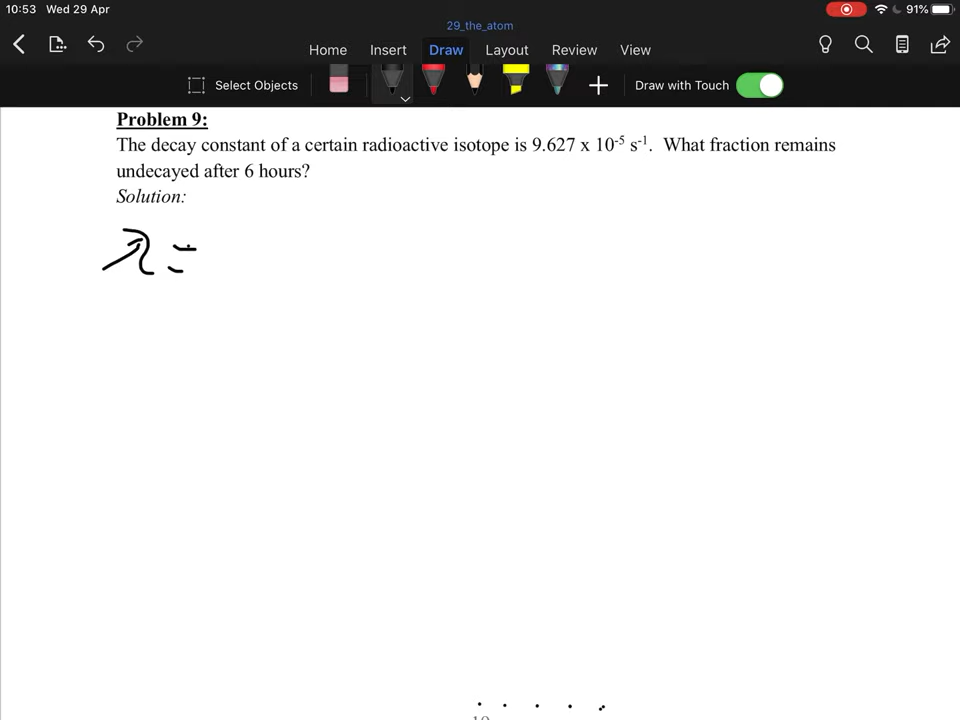 10:53 Wed 29 Apr
91%
29_the_atom
Home Insert Draw Layout Review View
Select Objects
Draw with Touch
Problem 9:
The decay constant of a certain radioactive isotope is 9.627 x 10⁻⁵ s⁻¹. What fraction remains
undecayed after 6 hours?
Solution:
λ =